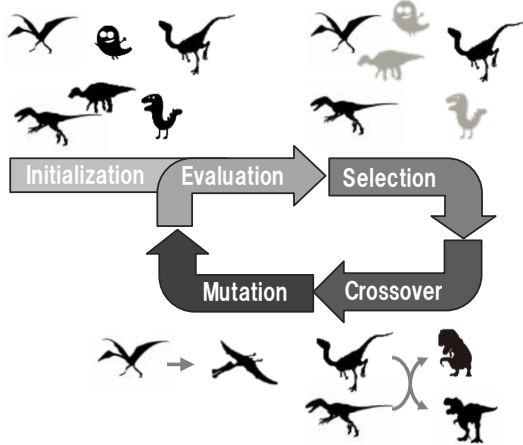 Initialization
Evaluation
Selection
Mutation
Crossover